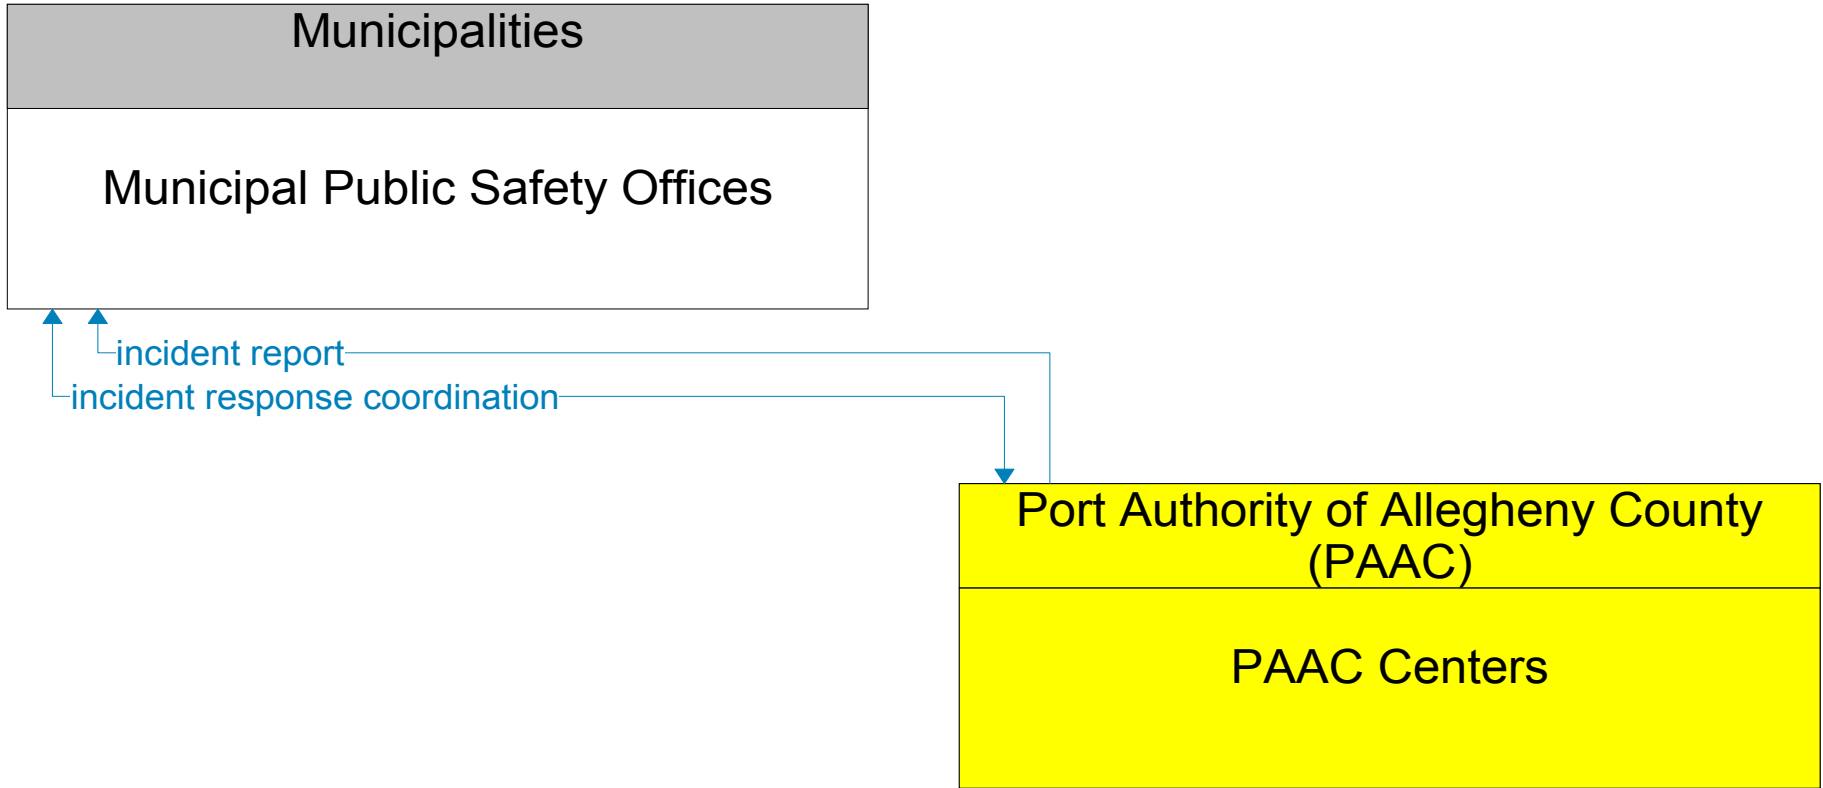 Municipalities
Municipal Public Safety Offices
incident report
incident response coordination
Port Authority of Allegheny County
(PAAC)
PAAC Centers